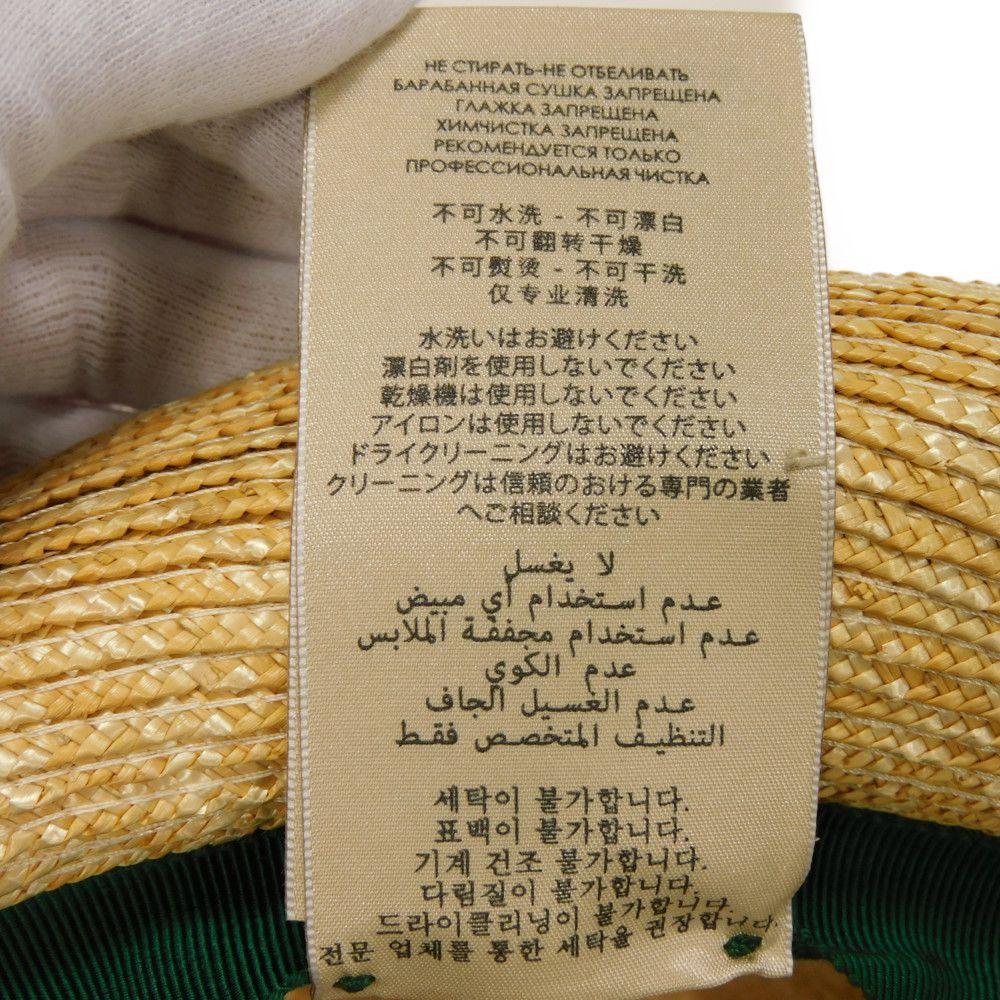 НЕ СТИРАТЬ-НЕ ОТБЕЛИВАТЬ
БАРАБАННАЯ СУШКА ЗАПРЕЩЕНА
ГЛАЖКА ЗАПРЕЩЕНА
ХИМЧИСТКА ЗАПРЕЩЕНА
РЕКОМЕНДУЕТСЯ ТОЛЬКО
ПРОФЕССИОНАЛЬНАЯ ЧИСТКА
不可水洗 - 不可漂白
不可翻转干燥
不可熨烫 - 不可干洗
仅专业清洗
水洗いはお避けください
漂白剤を使用しないでください
乾燥機は使用しないでください
アイロンは使用しないでください
ドライクリーニングはお避けください
クリーニングは信頼のおける専門の業者
へご相談ください
لا يغسل
عدم استخدام أي مبيض
عدم استخدام مجففة الملابس
عدم الكوي
عدم الغسيل الجاف
التنظيف المتخصص فقط
세탁이 불가합니다.
표백이 불가합니다.
기계 건조 불가합니다.
다림질이 불가합니다.
드라이클리닝이 불가합니다.
전문 업체를 통한 세탁을 권장합니다.